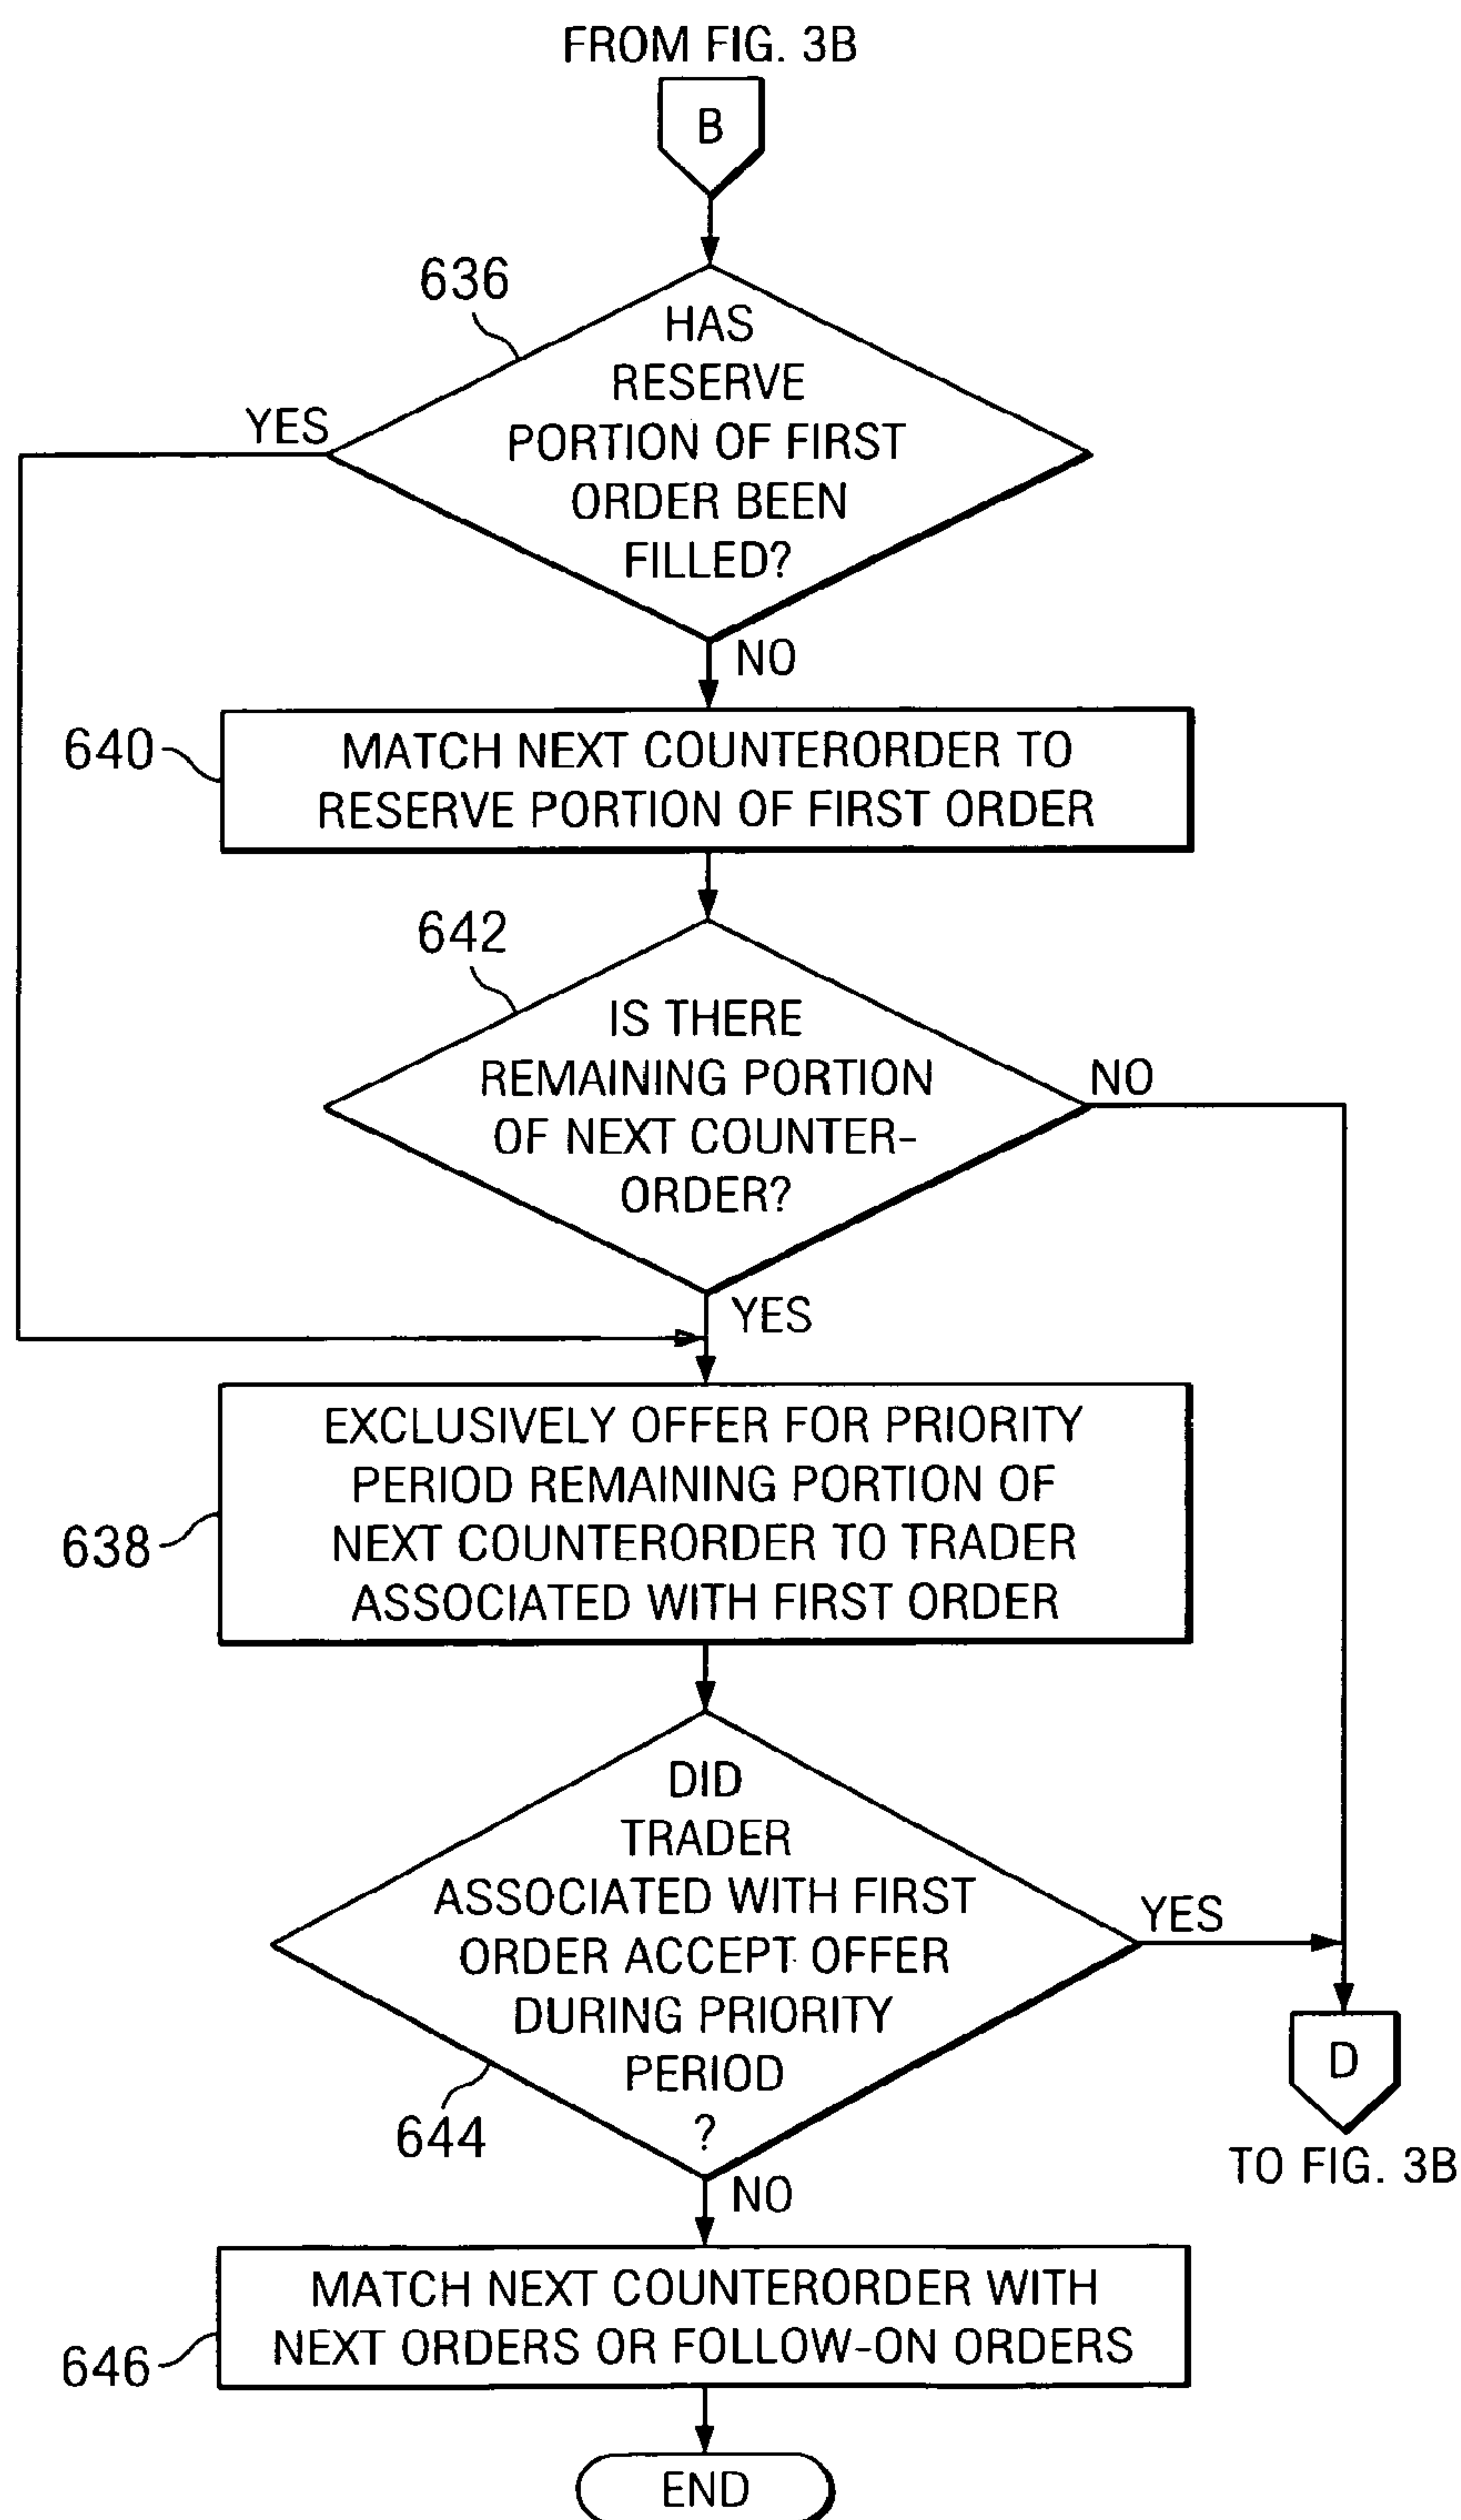 FROM FIG. 3B
B
636
HAS
RESERVE
PORTION OF FIRST
ORDER BEEN
FILLED?
YES
NO
640
MATCH NEXT COUNTERORDER TO
RESERVE PORTION OF FIRST ORDER
642
IS THERE
REMAINING PORTION
OF NEXT COUNTER-
ORDER?
NO
YES
638
EXCLUSIVELY OFFER FOR PRIORITY
PERIOD REMAINING PORTION OF
NEXT COUNTERORDER TO TRADER
ASSOCIATED WITH FIRST ORDER
DID
TRADER
ASSOCIATED WITH FIRST
ORDER ACCEPT OFFER
DURING PRIORITY
PERIOD
?
644
YES
D
TO FIG. 3B
NO
646
MATCH NEXT COUNTERORDER WITH
NEXT ORDERS OR FOLLOW-ON ORDERS
END